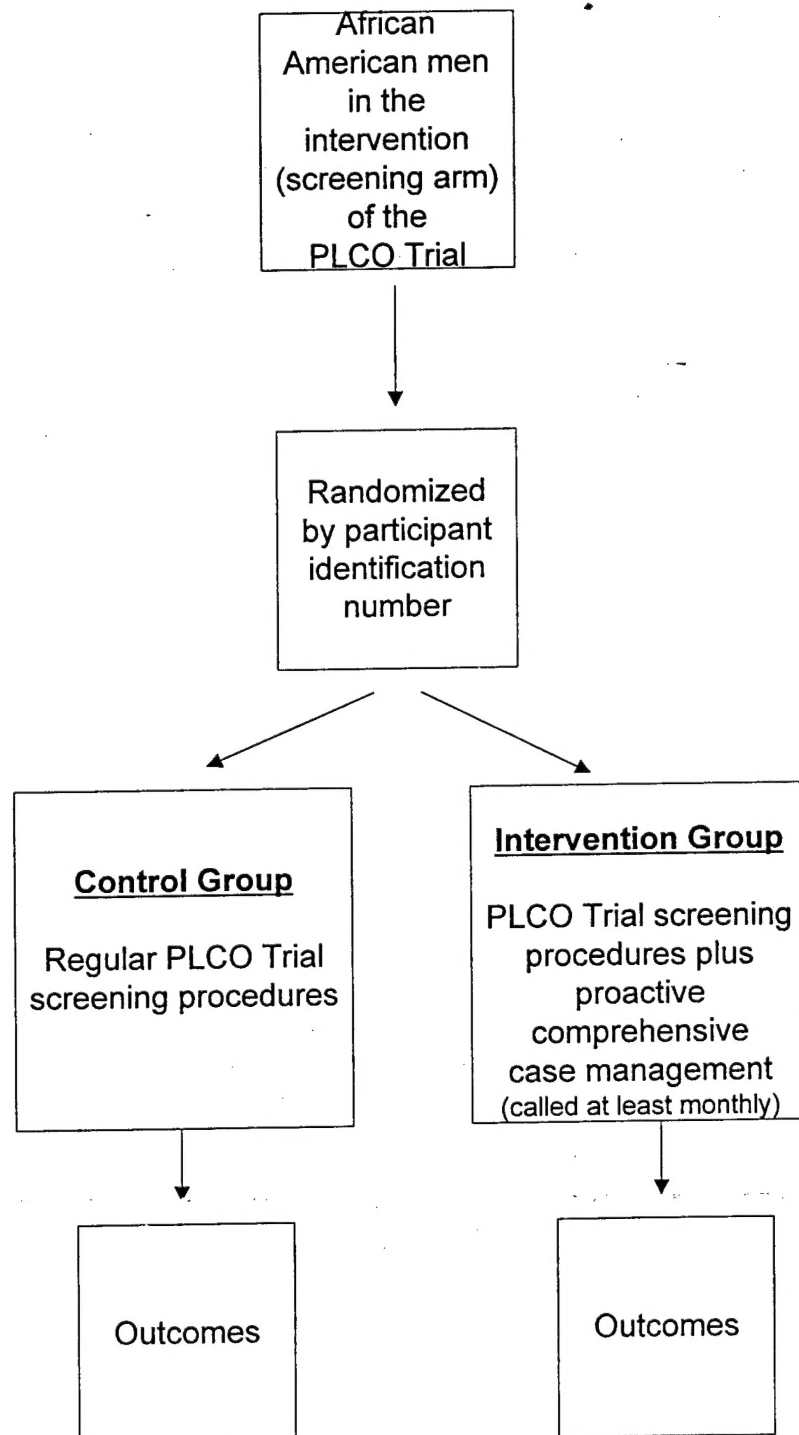 African
American men
in the
intervention
(screening arm)
of the
PLCO Trial
Randomized
by participant
identification
number
Control Group
Regular PLCO Trial
screening procedures
Intervention Group
PLCO Trial screening
procedures plus
proactive
comprehensive
case management
(called at least monthly)
Outcomes
Outcomes